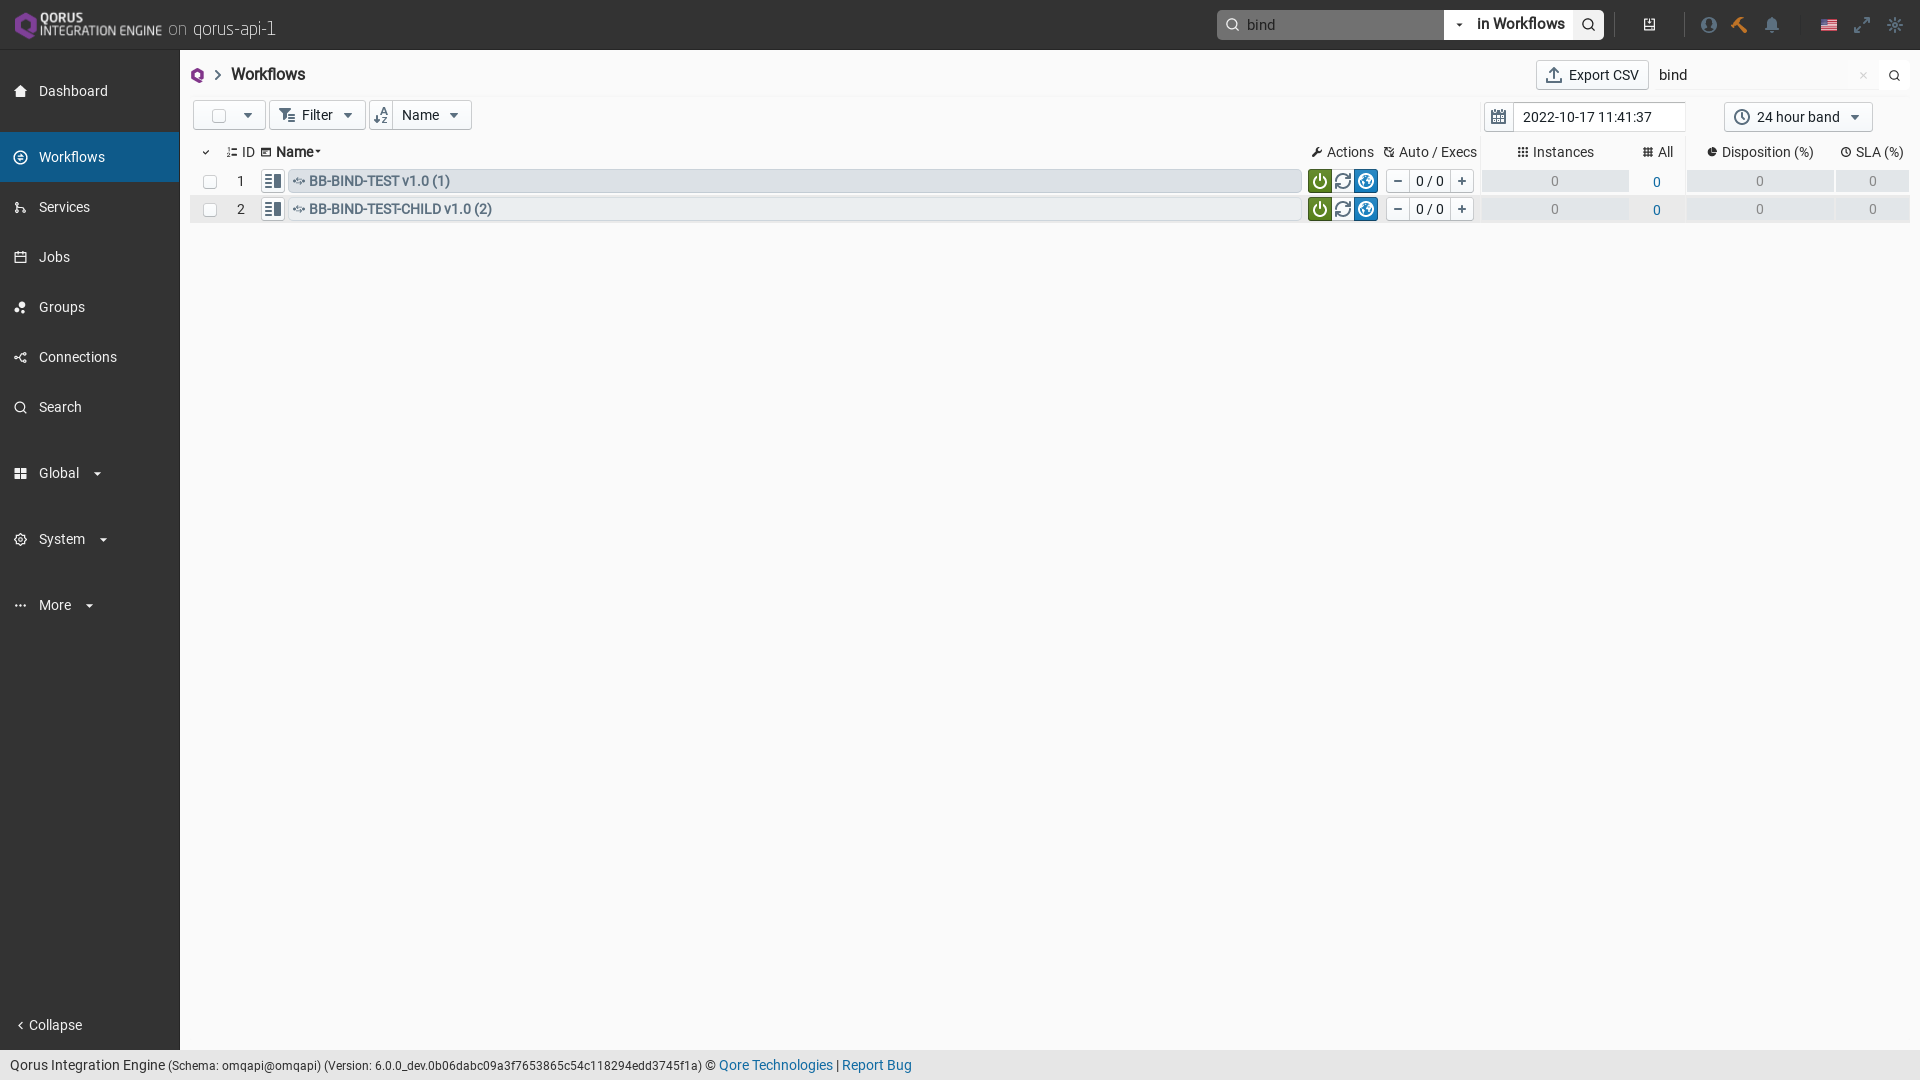 QORUS
INTEGRATION ENGINE on qorus-api-1
bind
in Workflows
Dashboard
Workflows
Services
Jobs
Groups
Connections
Search
Global
System
More
Collapse
Workflows
Export CSV
bind
Filter
Name
2022-10-17 11:41:37
24 hour band
ID Name Actions Auto / Execs Instances All Disposition (%) SLA (%)
1 BB-BIND-TEST v1.0 (1) 0 / 0 0 0 0 0
2 BB-BIND-TEST-CHILD v1.0 (2) 0 / 0 0 0 0 0
Qorus Integration Engine (Schema: omqapi@omqapi) (Version: 6.0.0_dev.0b06dabc09a3f7653865c54c118294edd3745f1a) © Qore Technologies | Report Bug